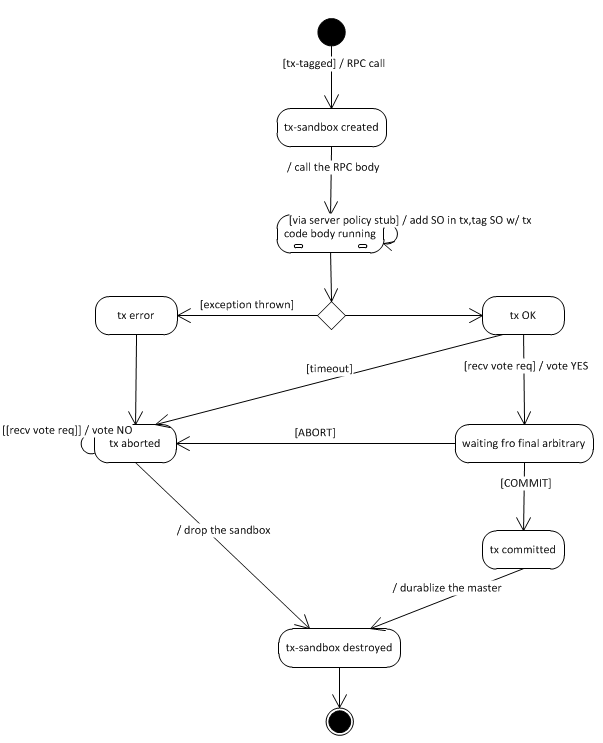 [tx-tagged] / RPC call
tx-sandbox created
/ call the RPC body
[via server policy stub] / add SO in tx,tag SO w/ tx
code body running
[exception thrown]
tx error
tx OK
[timeout]
[recv vote req] / vote YES
[[recv vote req]] / vote NO
tx aborted
[ABORT]
waiting fro final arbitrary
[COMMIT]
/ drop the sandbox
tx committed
/ durablize the master
tx-sandbox destroyed